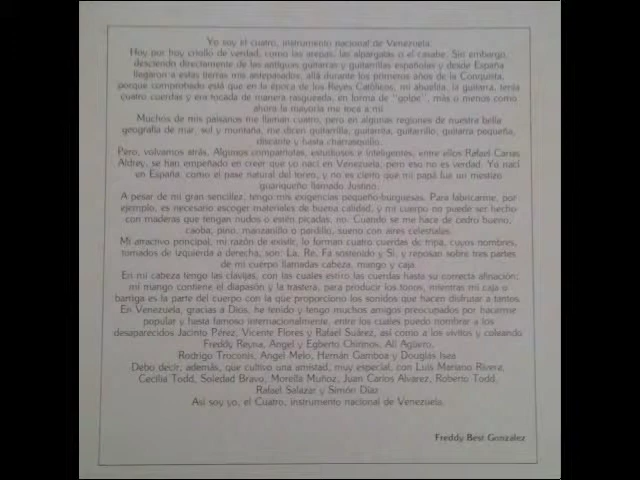 Yo soy el cuatro, instrumento nacional de Venezuela.
Hoy por hoy criollo de verdad, como las arepas, las alpargatas o el casabe. Sin embargo,
desciendo directamente de las antiguas guitarras y guitarrillas españolas y desde España
llegaron a estas tierras mis antepasados, allá durante los primeros años de la Conquista,
porque comprobado está que en la época de los Reyes Católicos, mi abuelita, la guitarra, tenía
cuatro cuerdas y era tocada de manera rasgueada, en forma de "golpe", más o menos como
ahora la mayoría me toca a mí
Muchos de mis paisanos me llaman cuatro, pero en algunas regiones de nuestra bella
geografía de mar, sol y montaña, me dicen guitarrilla, guitarrita, guitarrillo, guitarra pequeña,
discante y hasta charrasquillo.
Pero, volvamos atrás. Algunos compatriotas, estudiosos e inteligentes, entre ellos Rafael Carías
Aldrey, se han empeñado en creer que yo nací en Venezuela, pero eso no es verdad. Yo nací
en España, como el pase natural del toreo, y no es cierto que mi papá fue un mestizo
guariqueño llamado Justino.
A pesar de mi gran sencillez, tengo mis exigencias pequeño-burguesas. Para fabricarme, por
ejemplo, es necesario escoger materiales de buena calidad, y mi cuerpo no puede ser hecho
con maderas que tengan nudos o estén picadas, no. Cuando se me hace de cedro bueno,
caoba, pino, manzanillo o pardillo, sueno con aires celestiales.
Mi atractivo principal, mi razón de existir, lo forman cuatro cuerdas de tripa, cuyos nombres,
tomados de izquierda a derecha, son: La, Re, Fa sostenido y Si, y reposan sobre tres partes
de mi cuerpo llamadas cabeza, mango y caja.
En mi cabeza tengo las clavijas, con las cuales estiro las cuerdas hasta su correcta afinación;
mi mango contiene el diapasón y la trastera, para producir los tonos, mientras mi caja o
barriga es la parte del cuerpo con la que proporciono los sonidos que hacen disfrutar a tantos.
En Venezuela, gracias a Dios, he tenido y tengo muchos amigos preocupados por hacerme
popular y hasta famoso internacionalmente, entre los cuales puedo nombrar a los
desaparecidos Jacinto Pérez, Vicente Flores y Rafael Suárez, así como a los vivitos y coleando
Freddy Reyna, Angel y Egberto Chirinos, Alí Agüero,
Rodrigo Troconis, Angel Melo, Hernán Gamboa y Douglas Isea
Debo decir, además, que cultivo una amistad, muy especial, con Luis Mariano Rivera,
Cecilia Todd, Soledad Bravo, Morella Muñoz, Juan Carlos Alvarez, Roberto Todd,
Rafael Salazar y Simón Díaz
Así soy yo, el Cuatro, instrumento nacional de Venezuela.
Freddy Best González